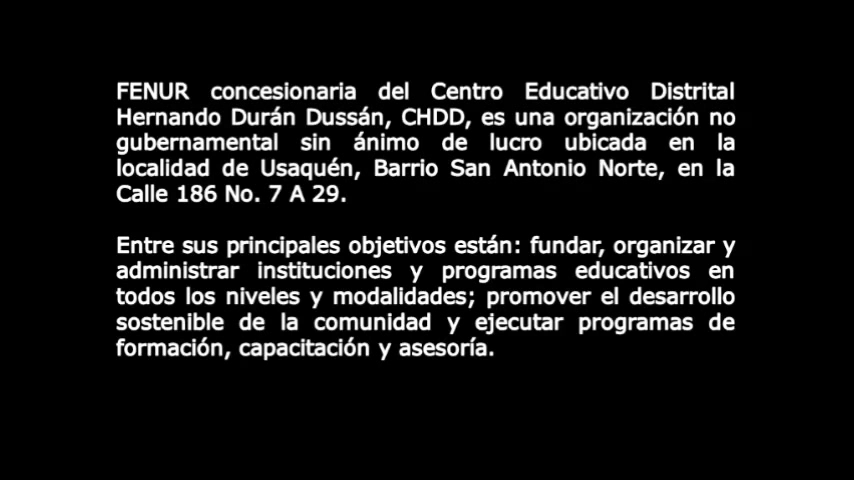 FENUR concesionaria del Centro Educativo Distrital
Hernando Durán Dussán, CHDD, es una organización no
gubernamental sin ánimo de lucro ubicada en la
localidad de Usaquén, Barrio San Antonio Norte, en la
Calle 186 No. 7 A 29.
Entre sus principales objetivos están: fundar, organizar y
administrar instituciones y programas educativos en
todos los niveles y modalidades; promover el desarrollo
sostenible de la comunidad y ejecutar programas de
formación, capacitación y asesoría.